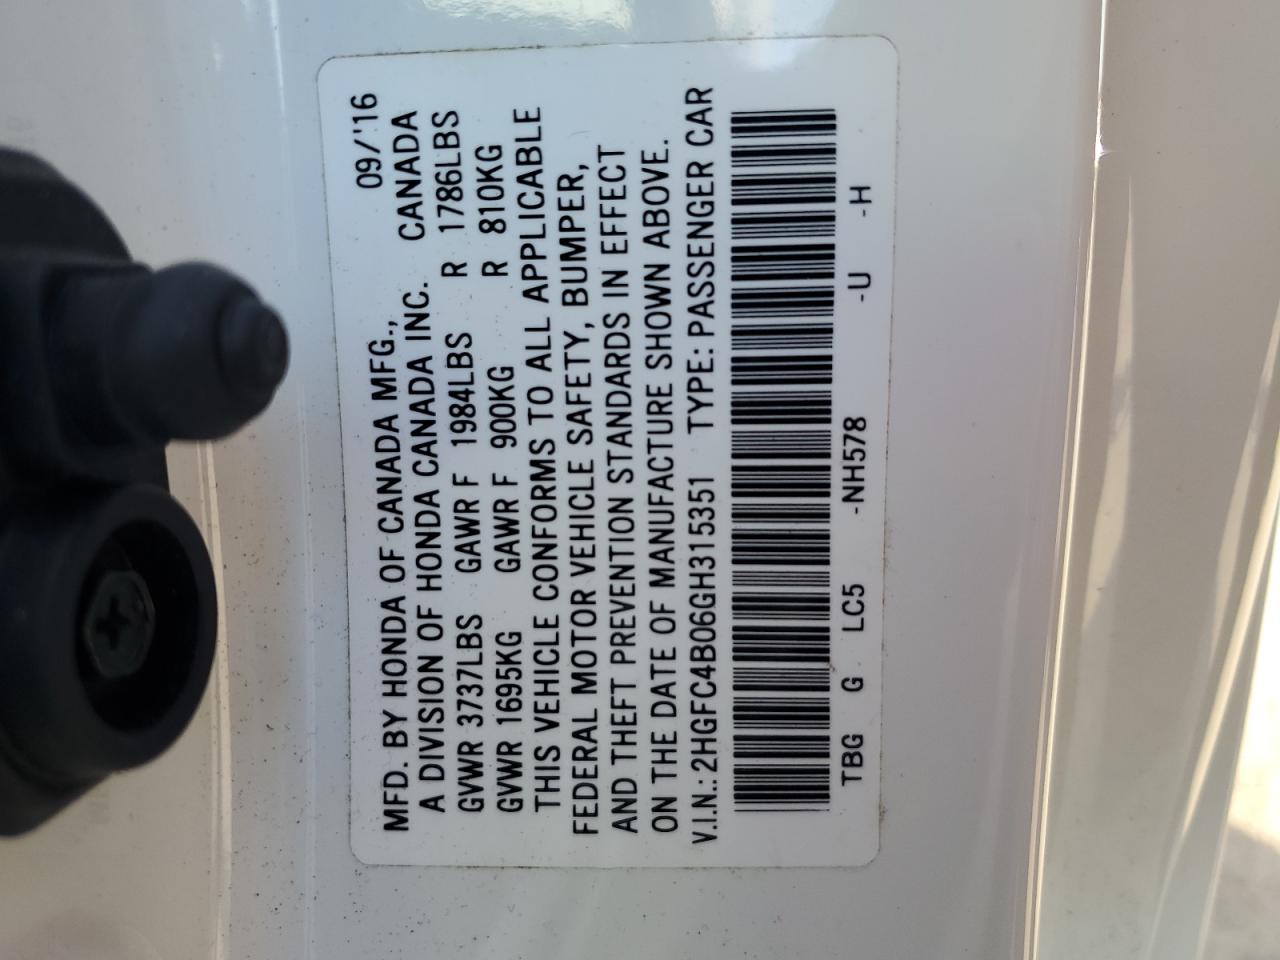 MFD. BY HONDA OF CANADA MFG., 09/'16
A DIVISION OF HONDA CANADA INC. CANADA
GVWR 3737LBS GAWR F 1984LBS R 1786LBS
GVWR 1695KG GAWR F 900KG R 810KG
THIS VEHICLE CONFORMS TO ALL APPLICABLE
FEDERAL MOTOR VEHICLE SAFETY, BUMPER,
AND THEFT PREVENTION STANDARDS IN EFFECT
ON THE DATE OF MANUFACTURE SHOWN ABOVE.
V.I.N.: 2HGFC4B06GH315351 TYPE: PASSENGER CAR
TBG G LC5 -NH578 -U -H